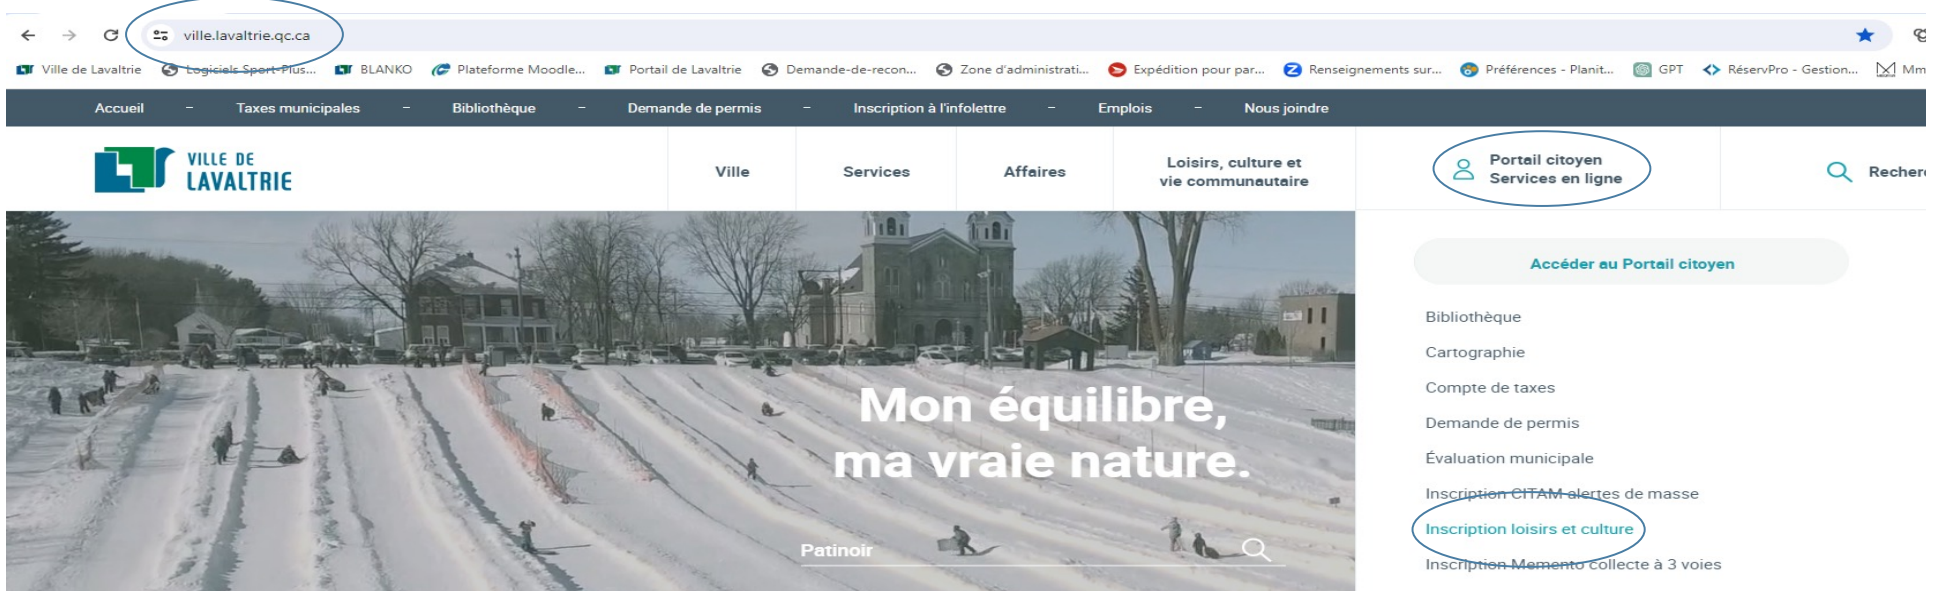 ville.lavaltrie.qc.ca
Ville de Lavaltrie Logiciels Sport-Plus... BLANKO Plateforme Moodle... Portail de Lavaltrie Demande-de-recon... Zone d'administrati... Expédition pour par... Renseignements sur... Préférences - Planit... GPT RéservPro - Gestion... Mm
Accueil – Taxes municipales – Bibliothèque – Demande de permis – Inscription à l'infolettre – Emplois – Nous joindre
VILLE DE
LAVALTRIE
Ville
Services
Affaires
Loisirs, culture et
vie communautaire
Portail citoyen
Services en ligne
Recher
Accéder au Portail citoyen
Bibliothèque
Cartographie
Compte de taxes
Demande de permis
Évaluation municipale
Inscription CITAM alertes de masse
Inscription loisirs et culture
Inscription Memento collecte à 3 voies
Mon équilibre,
ma vraie nature.
Patinoir